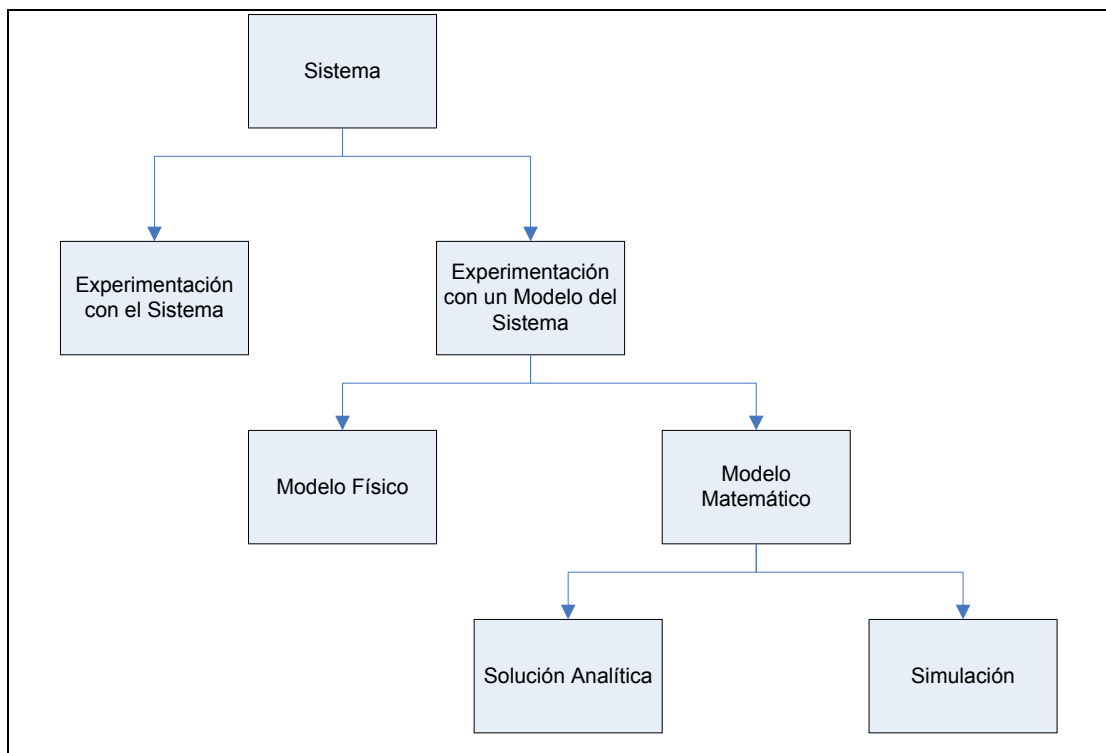 Sistema
Experimentación
con el Sistema
Experimentación
con un Modelo del
Sistema
Modelo Físico
Modelo
Matemático
Solución Analítica
Simulación